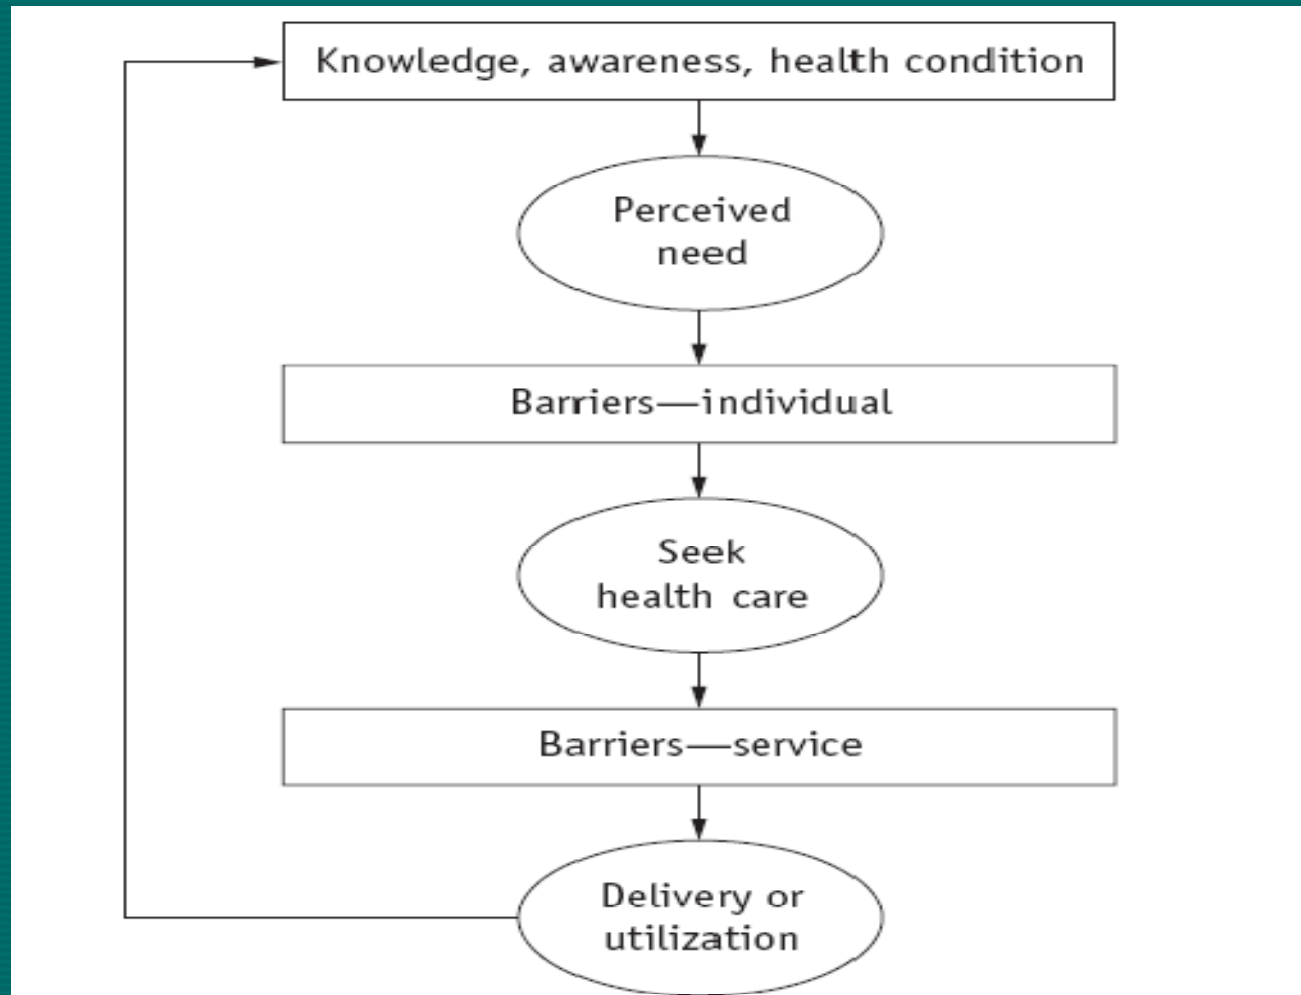 Knowledge, awareness, health condition
Perceived
need
Barriers—individual
Seek
health care
Barriers—service
Delivery or
utilization